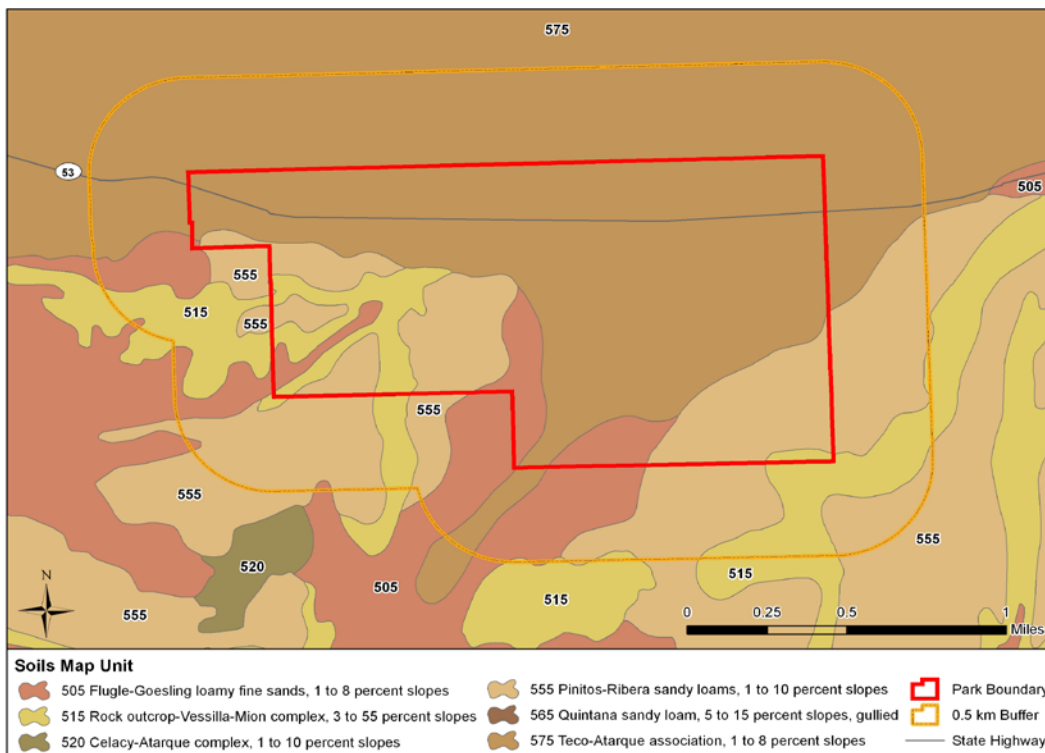 575
53
505
555
515
555
555
555
520
505
555
515
515
555
N
0 0.25 0.5 1
Miles
Soils Map Unit
505 Flugle-Goesling loamy fine sands, 1 to 8 percent slopes
515 Rock outcrop-Vessilla-Mion complex, 3 to 55 percent slopes
520 Celacy-Atarque complex, 1 to 10 percent slopes
555 Pinitos-Ribera sandy loams, 1 to 10 percent slopes
565 Quintana sandy loam, 5 to 15 percent slopes, gullied
575 Teco-Atarque association, 1 to 8 percent slopes
Park Boundary
0.5 km Buffer
State Highway